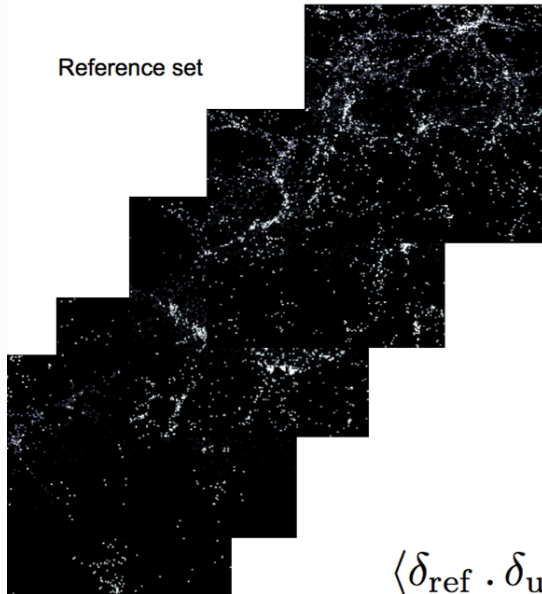 Reference set
⟨δref . δu